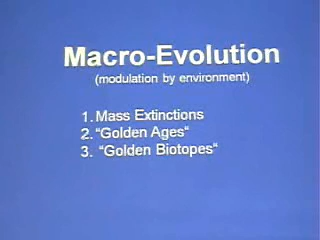 Macro-Evolution
(modulation by environment)
1. Mass Extinctions
2. “Golden Ages“
3. “Golden Biotopes“